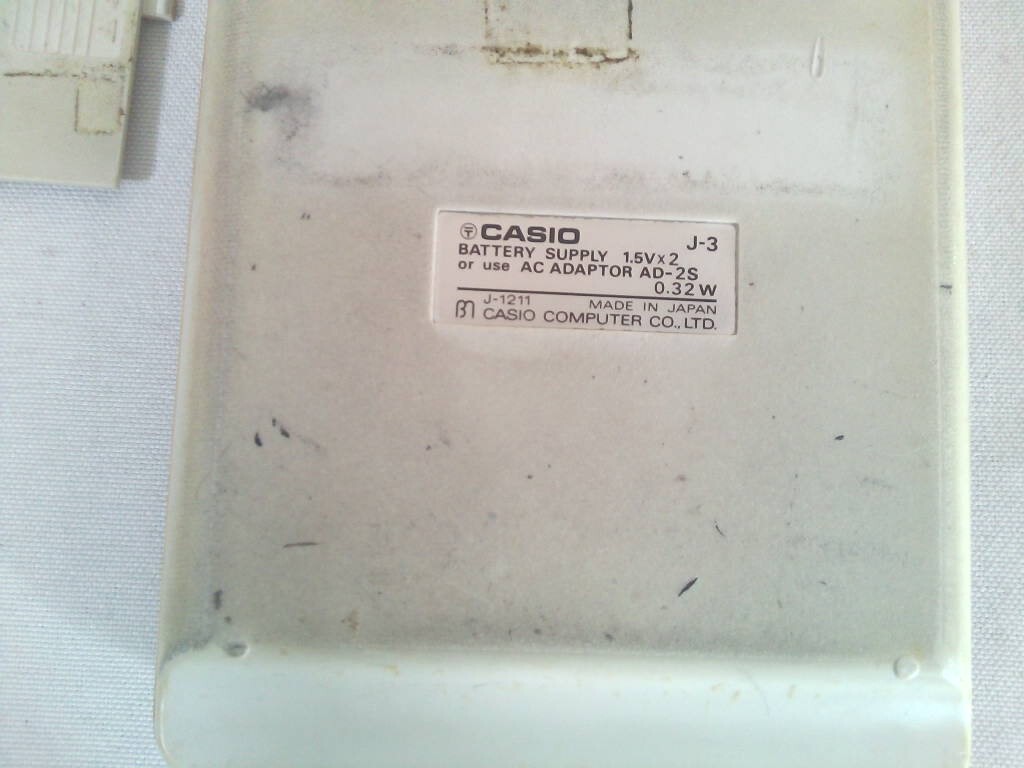 〶CASIO J-3
BATTERY SUPPLY 1.5V×2
or use AC ADAPTOR AD-2S
0.32W
J-1211 MADE IN JAPAN
CASIO COMPUTER CO.,LTD.